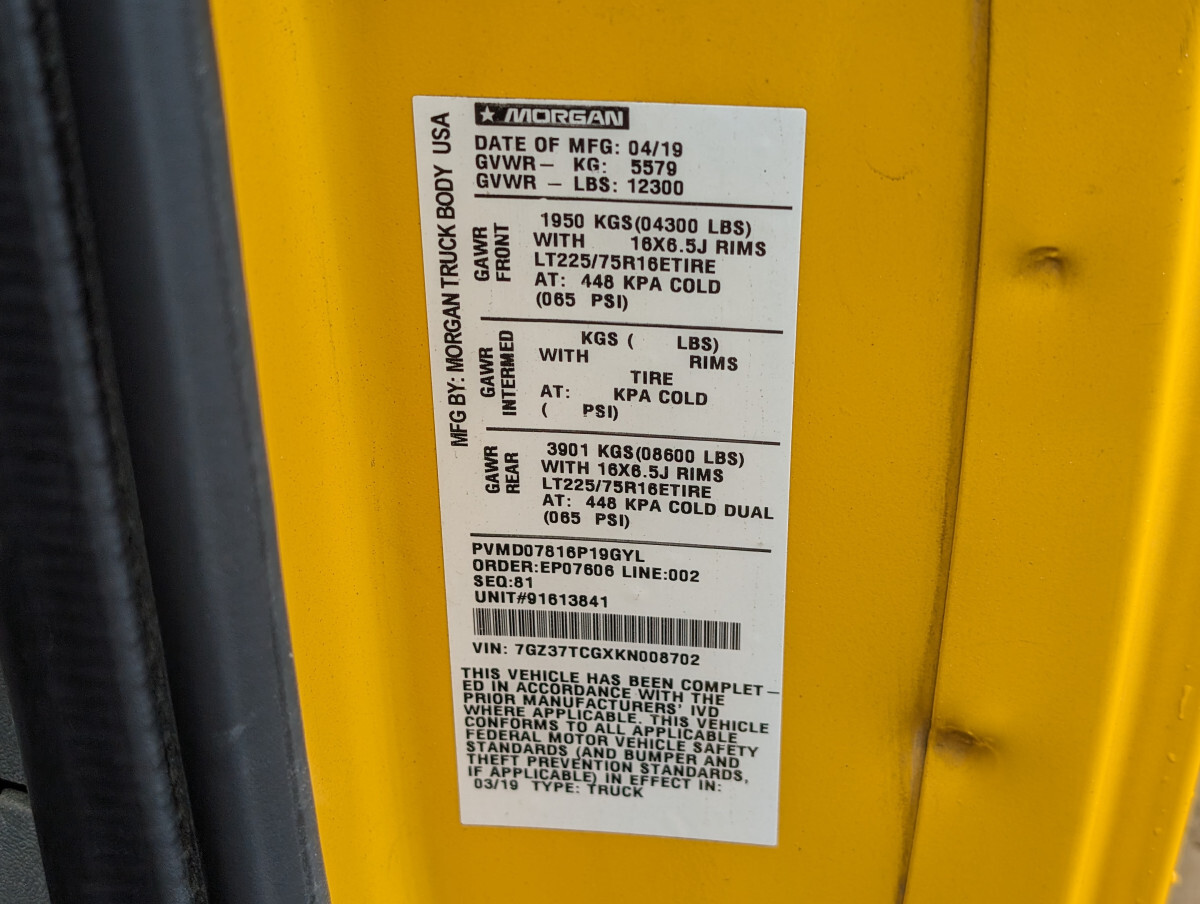 MFG BY: MORGAN TRUCK BODY USA
★ MORGAN
DATE OF MFG: 04/19
GVWR— KG: 5579
GVWR — LBS: 12300
GAWR
FRONT
1950 KGS(04300 LBS)
WITH 16X6.5J RIMS
LT225/75R16ETIRE
AT: 448 KPA COLD
(065 PSI)
GAWR
INTERMED
KGS ( LBS)
WITH RIMS
TIRE
AT: KPA COLD
( PSI)
GAWR
REAR
3901 KGS(08600 LBS)
WITH 16X6.5J RIMS
LT225/75R16ETIRE
AT: 448 KPA COLD DUAL
(065 PSI)
PVMD07816P19GYL
ORDER:EP07606 LINE:002
SEQ:81
UNIT#91613841
VIN: 7GZ37TCGXKN008702
THIS VEHICLE HAS BEEN COMPLET—
ED IN ACCORDANCE WITH THE
PRIOR MANUFACTURERS' IVD
WHERE APPLICABLE. THIS VEHICLE
CONFORMS TO ALL APPLICABLE
FEDERAL MOTOR VEHICLE SAFETY
STANDARDS (AND BUMPER AND
THEFT PREVENTION STANDARDS,
IF APPLICABLE) IN EFFECT IN:
03/19 TYPE: TRUCK